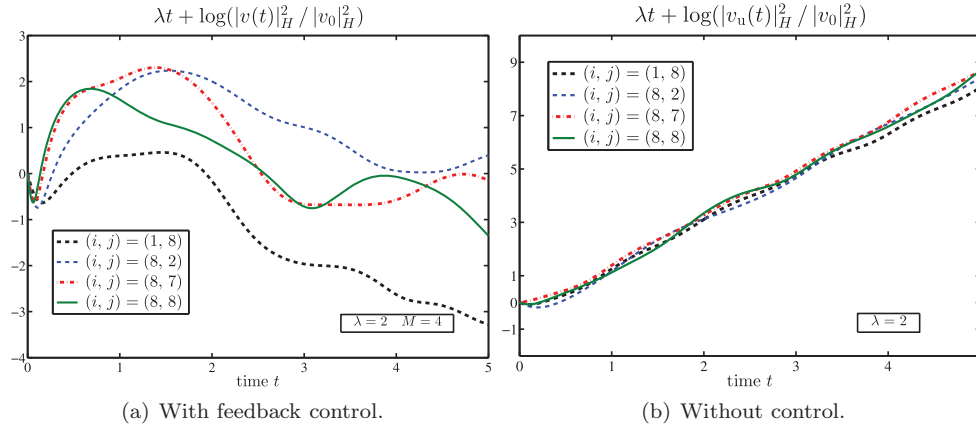 λt + log(|v(t)|²_H / |v₀|²_H)
3
2
1
0
−1
−2
−3
−4
(i, j) = (1, 8)
(i, j) = (8, 2)
(i, j) = (8, 7)
(i, j) = (8, 8)
λ = 2 M = 4
0 1 2 3 4 5
time t
(a) With feedback control.
λt + log(|v_u(t)|²_H / |v₀|²_H)
9
7
5
3
1
−1
(i, j) = (1, 8)
(i, j) = (8, 2)
(i, j) = (8, 7)
(i, j) = (8, 8)
λ = 2
0 1 2 3 4
time t
(b) Without control.